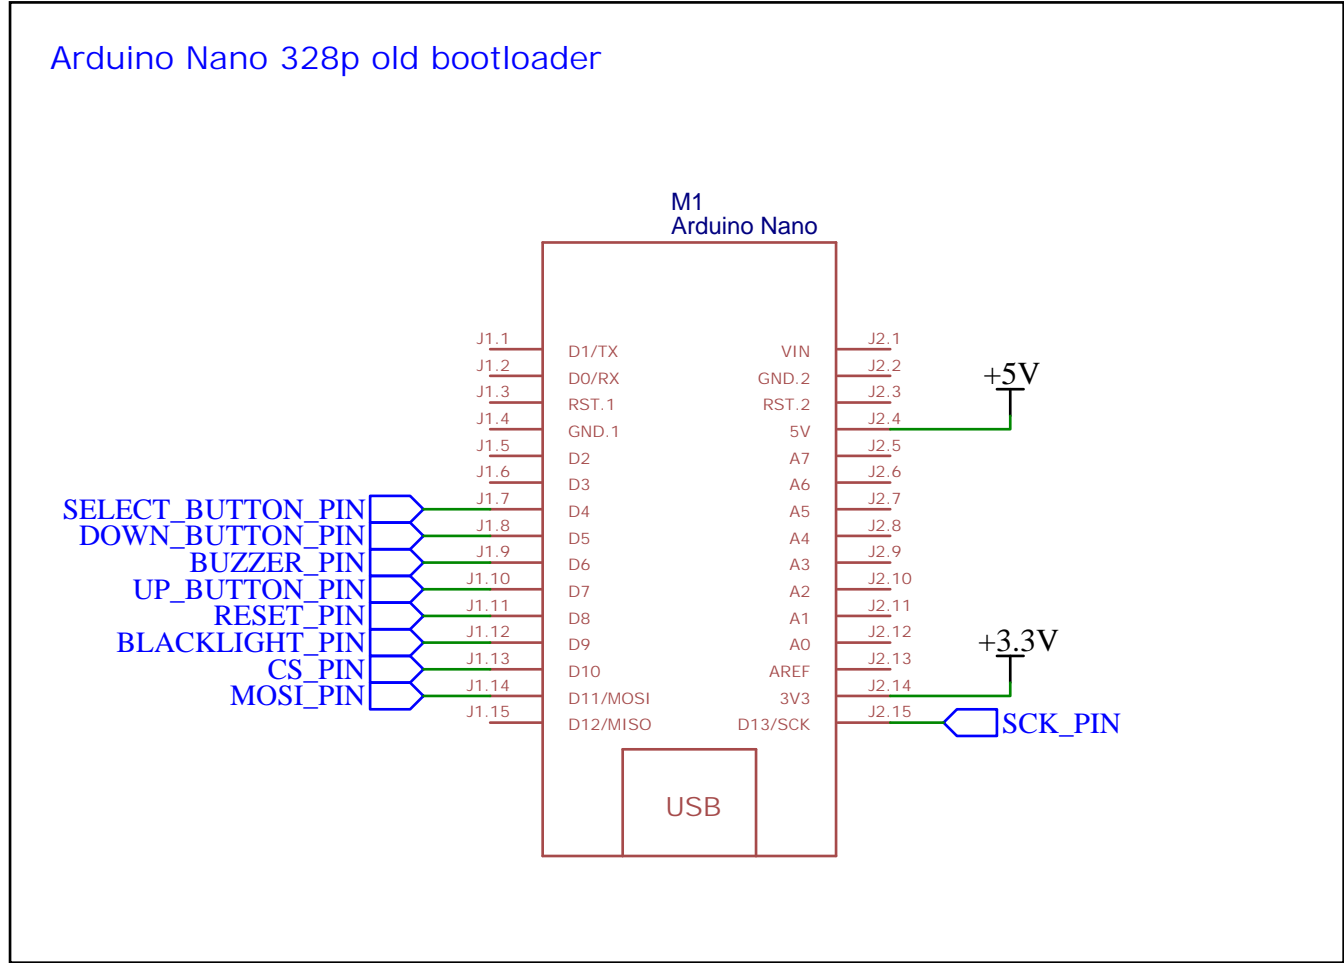 Arduino Nano 328p old bootloader
M1
Arduino Nano
J1.1 D1/TX VIN J2.1
J1.2 D0/RX GND.2 J2.2
J1.3 RST.1 RST.2 J2.3
+5V
J1.4 GND.1 5V J2.4
J1.5 D2 A7 J2.5
J1.6 D3 A6 J2.6
SELECT_BUTTON_PIN J1.7 D4 A5 J2.7
DOWN_BUTTON_PIN J1.8 D5 A4 J2.8
BUZZER_PIN J1.9 D6 A3 J2.9
UP_BUTTON_PIN J1.10 D7 A2 J2.10
RESET_PIN J1.11 D8 A1 J2.11
BLACKLIGHT_PIN J1.12 D9 A0 J2.12
+3.3V
CS_PIN J1.13 D10 AREF J2.13
MOSI_PIN J1.14 D11/MOSI 3V3 J2.14
J1.15 D12/MISO D13/SCK J2.15 SCK_PIN
USB